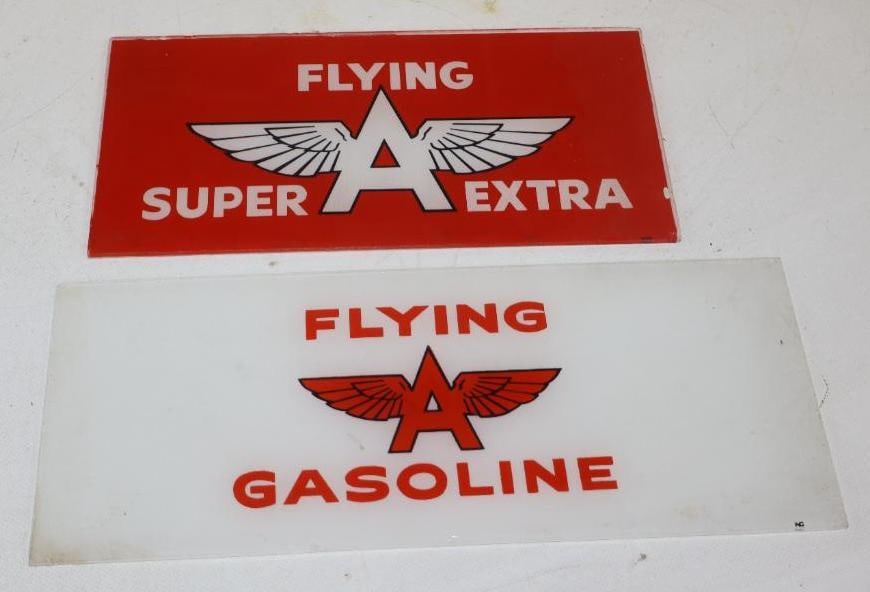 FLYING
A
SUPER EXTRA
FLYING
A
GASOLINE